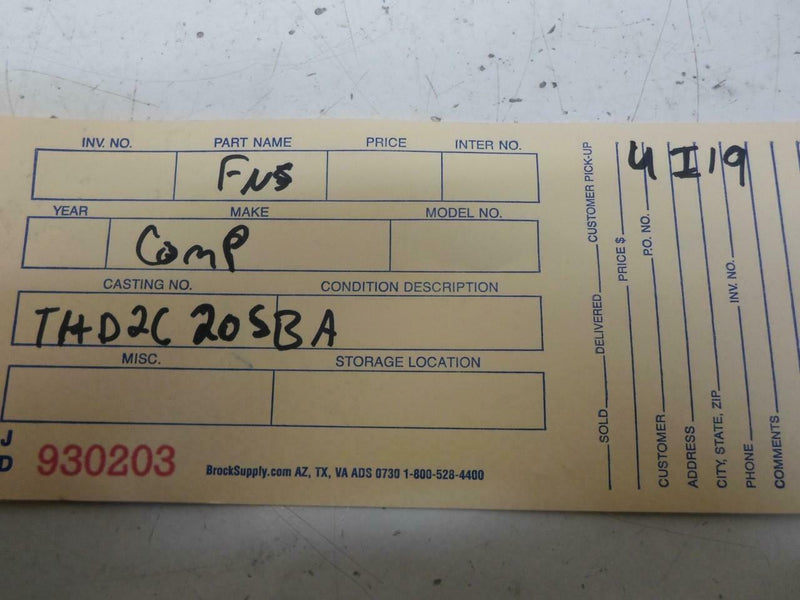 INV. NO. PART NAME PRICE INTER NO.
FNS
YEAR MAKE MODEL NO.
COMP
CASTING NO. CONDITION DESCRIPTION
THD2C 205BA
MISC. STORAGE LOCATION
J
D
930203
BrockSupply.com AZ, TX, VA ADS 0730 1-800-528-4400
SOLD DELIVERED CUSTOMER PICK-UP
PRICE $
CUSTOMER P.O. NO.
ADDRESS
CITY, STATE, ZIP
PHONE INV. NO.
COMMENTS
4 I 19